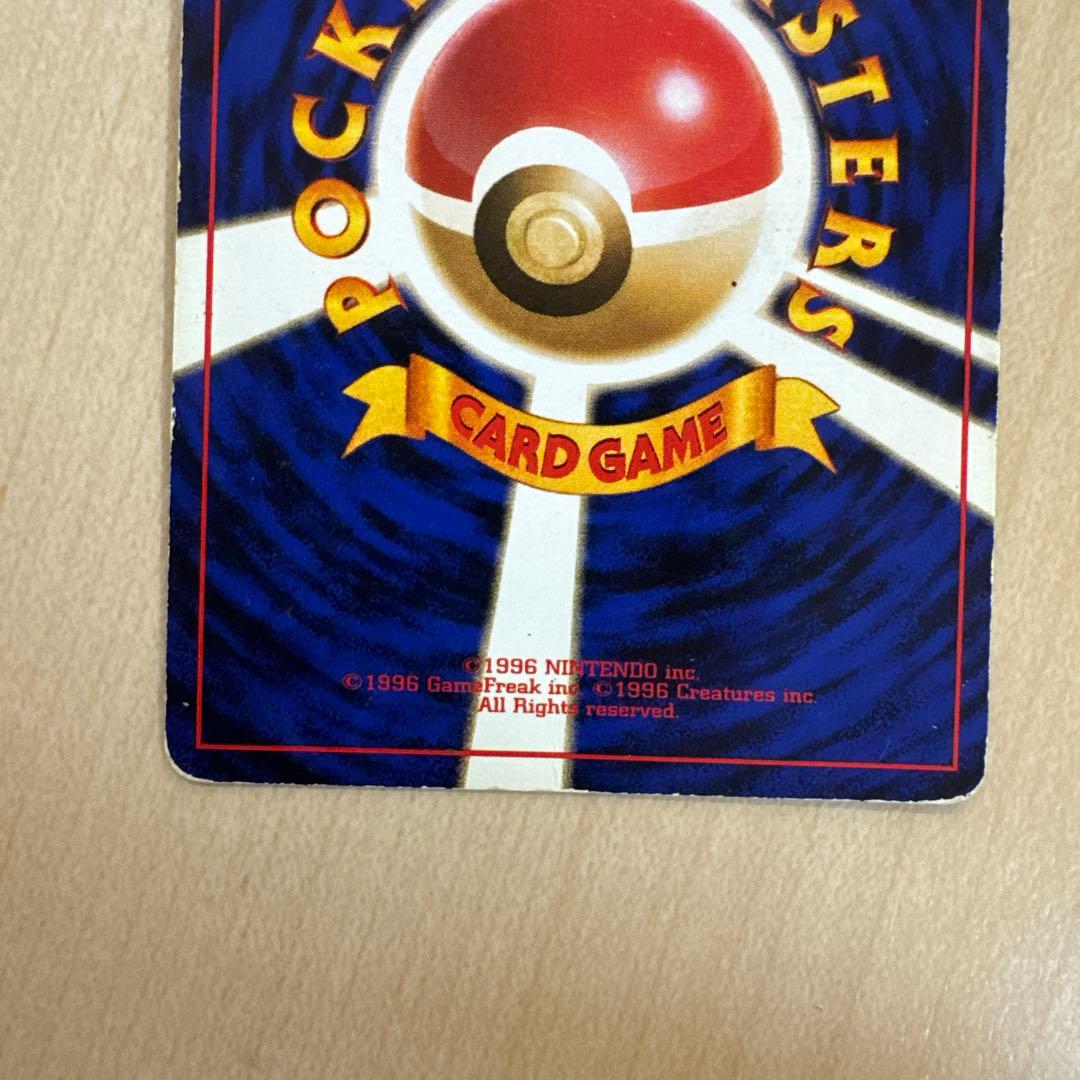 POCK
STERS
CARD GAME
©1996 NINTENDO inc.
©1996 GameFreak inc. ©1996 Creatures inc.
All Rights reserved.